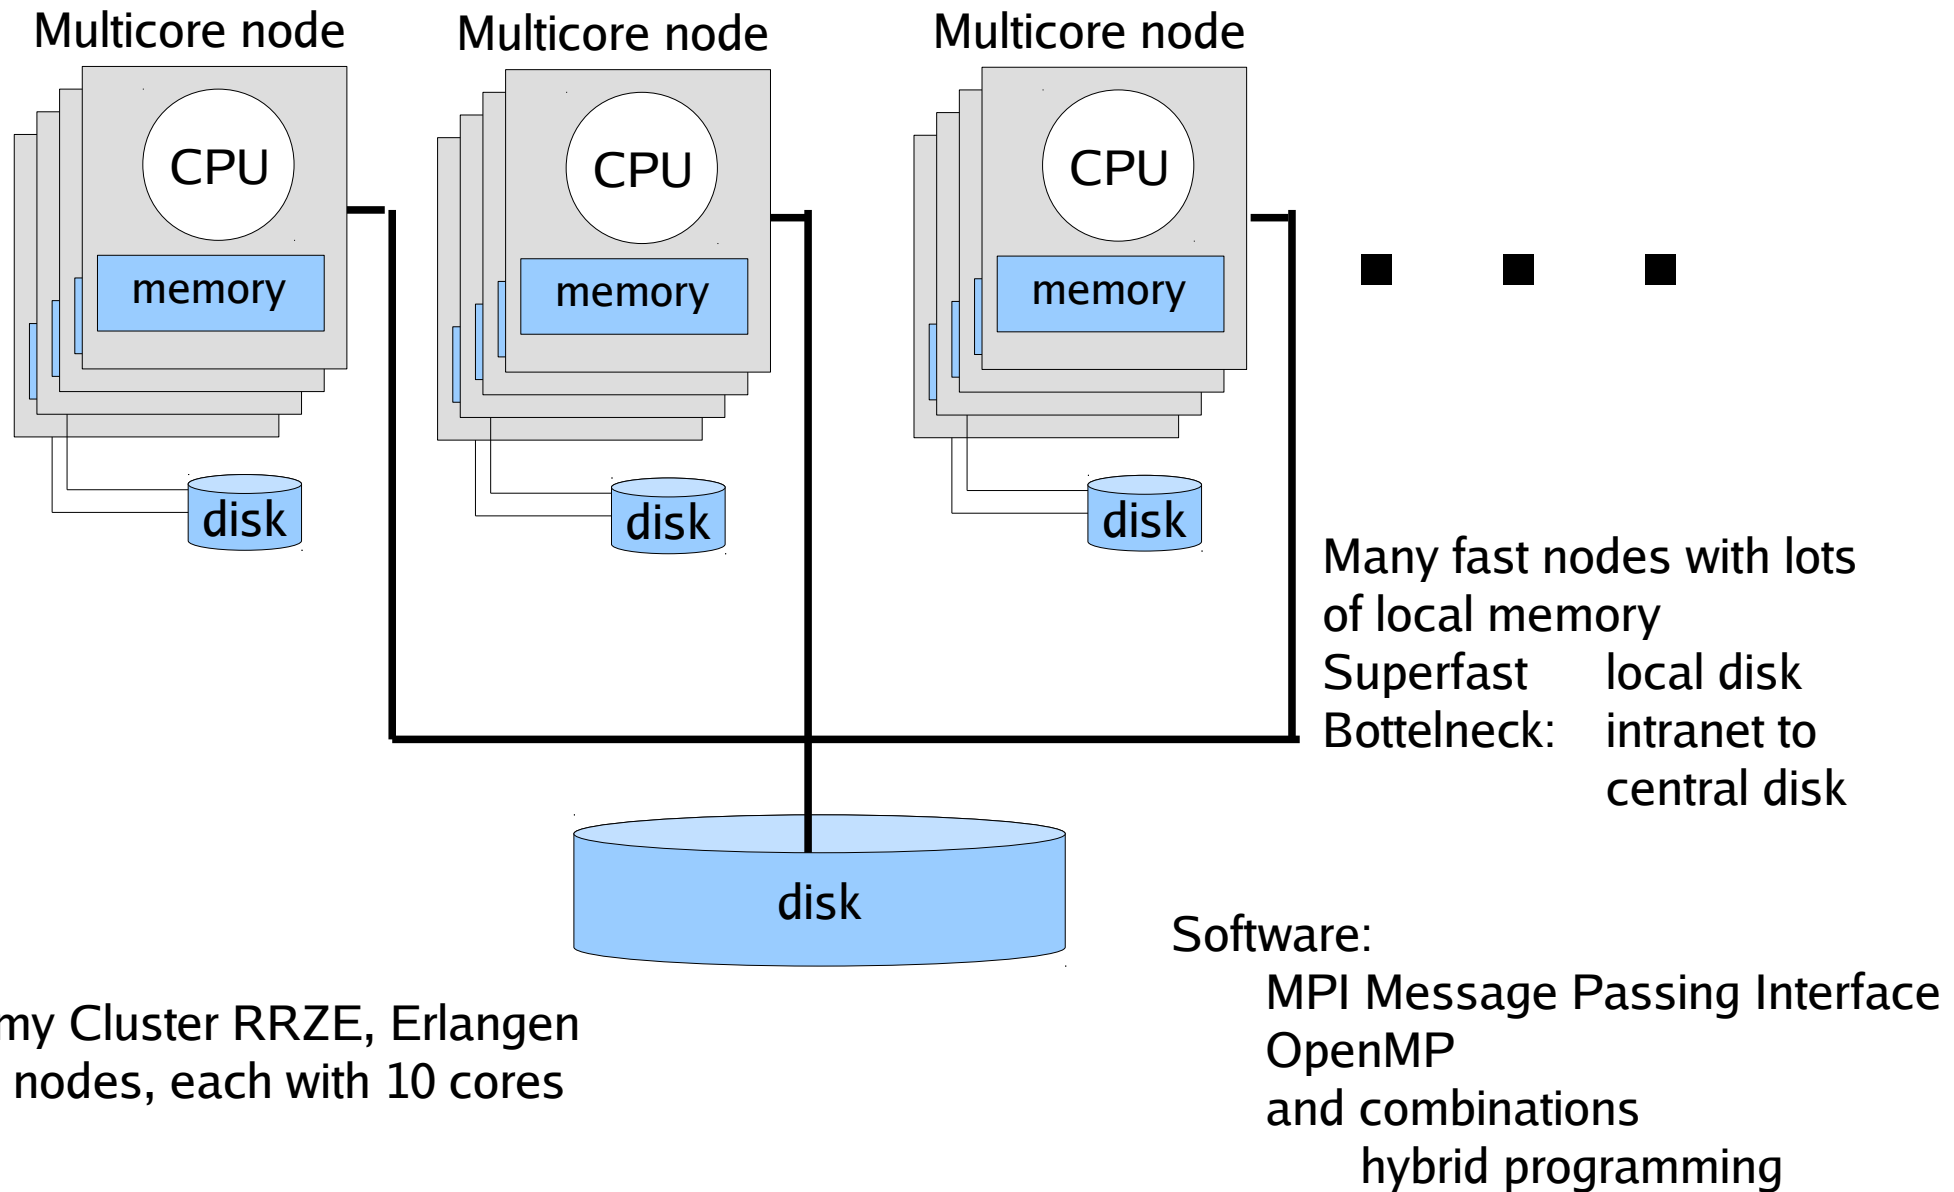 Multicore node
Multicore node
Multicore node
CPU
CPU
CPU
memory
memory
memory
disk
disk
disk
Many fast nodes with lots
of local memory
Superfast local disk
Bottelneck: intranet to
central disk
disk
Software:
MPI Message Passing Interface
OpenMP
and combinations
hybrid programming
my Cluster RRZE, Erlangen
nodes, each with 10 cores